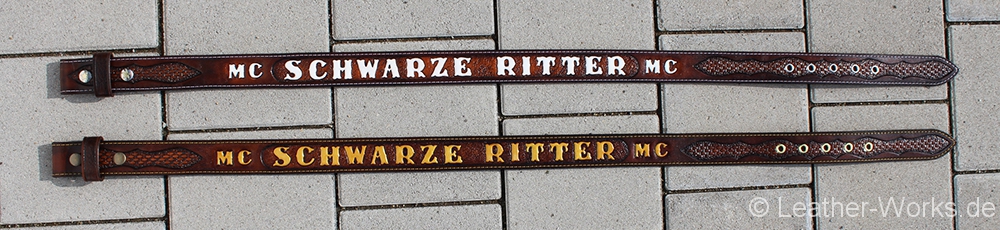 MC SCHWARZE RITTER MC
MC SCHWARZE RITTER MC
© Leather-Works.de